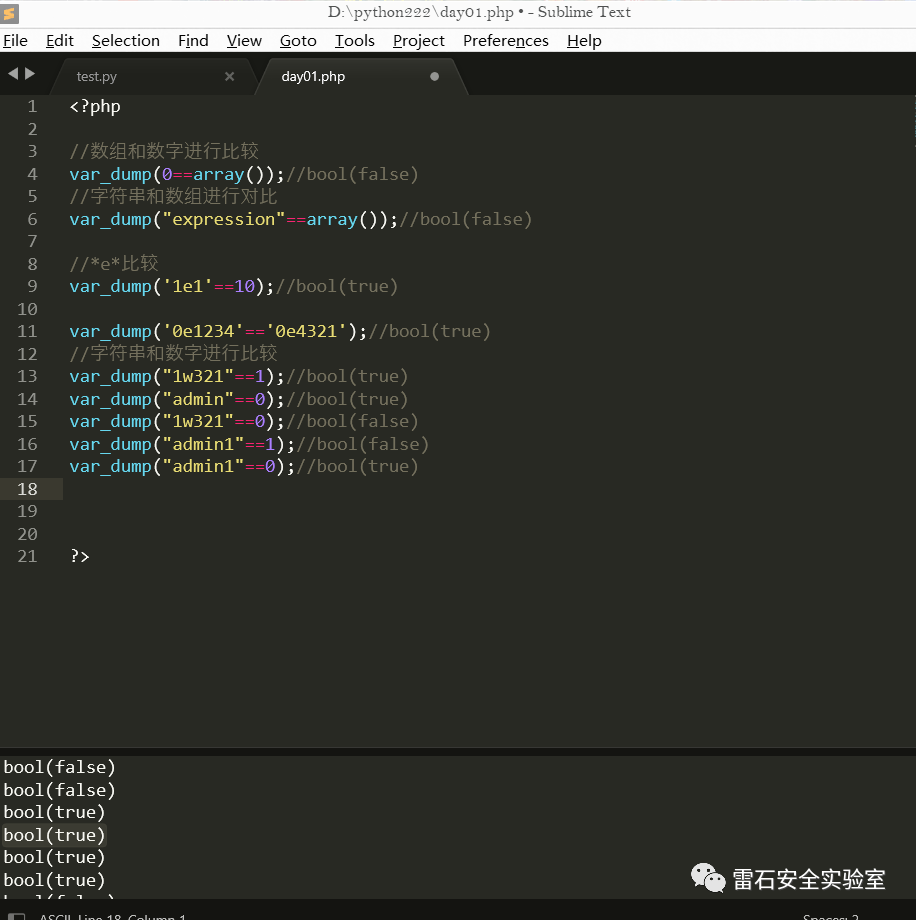 D:\python222\day01.php • - Sublime Text
File Edit Selection Find View Goto Tools Project Preferences Help
test.py × day01.php
1 <?php
2
3 //数组和数字进行比较
4 var_dump(0==array());//bool(false)
5 //字符串和数组进行对比
6 var_dump("expression"==array());//bool(false)
7
8 //*e*比较
9 var_dump('1e1'==10);//bool(true)
10
11 var_dump('0e1234'=='0e4321');//bool(true)
12 //字符串和数字进行比较
13 var_dump("1w321"==1);//bool(true)
14 var_dump("admin"==0);//bool(true)
15 var_dump("1w321"==0);//bool(false)
16 var_dump("admin1"==1);//bool(false)
17 var_dump("admin1"==0);//bool(true)
18
19
20
21 ?>
bool(false)
bool(false)
bool(true)
bool(true)
bool(true)
bool(true)
雷石安全实验室
ASCII, Line 18, Column 1 Spaces: 2